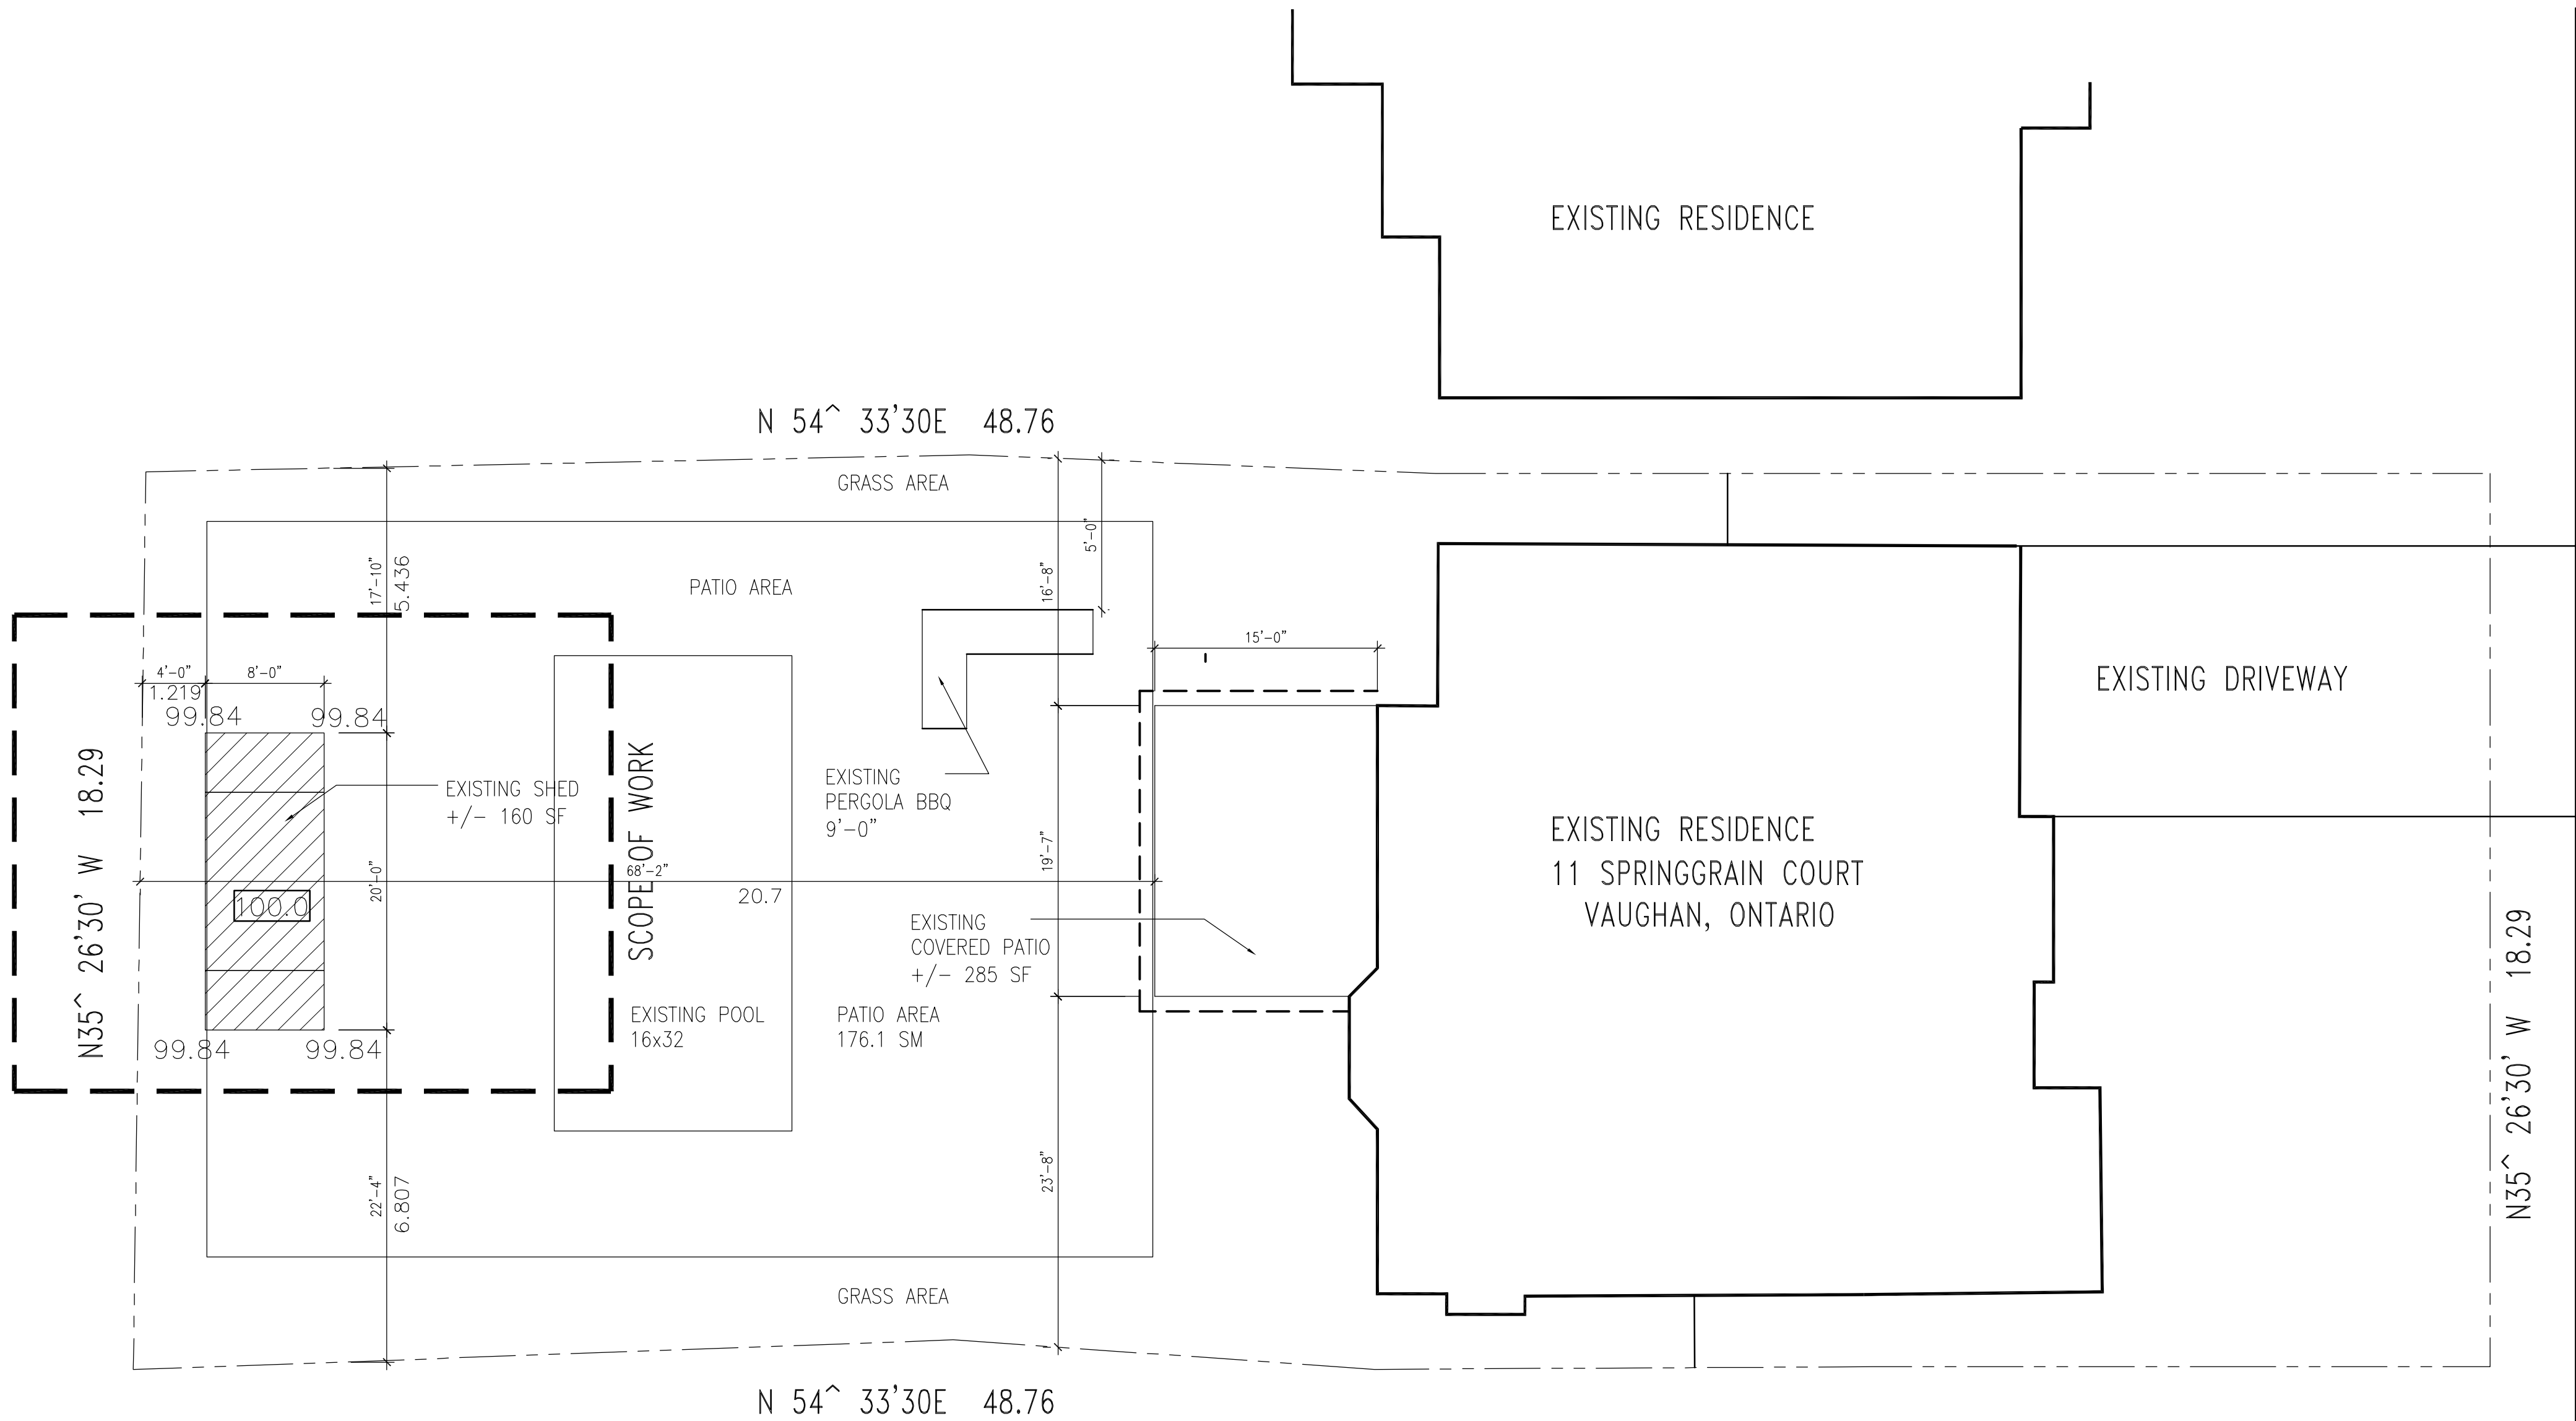 EXISTING RESIDENCE
N 54^ 33'30E 48.76
GRASS AREA
5'-0"
17'-10"
5.436
16'-8"
PATIO AREA
15'-0"
4'-0"
8'-0"
1.219
99.84
99.84
EXISTING DRIVEWAY
N35^ 26'30' W 18.29
EXISTING SHED
+/- 160 SF
SCOPE OF WORK
EXISTING
PERGOLA BBQ
9'-0"
EXISTING RESIDENCE
11 SPRINGGRAIN COURT
VAUGHAN, ONTARIO
20'-0"
68'-2"
20.7
19'-7"
100.0
EXISTING
COVERED PATIO
+/- 285 SF
N35^ 26'30' W 18.29
EXISTING POOL
16x32
PATIO AREA
176.1 SM
99.84
99.84
22'-4"
6.807
23'-8"
GRASS AREA
N 54^ 33'30E 48.76